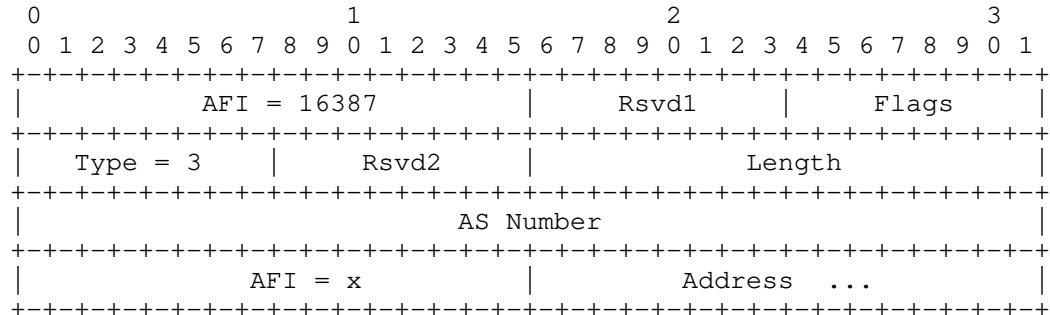 0                   1                   2                   3
 0 1 2 3 4 5 6 7 8 9 0 1 2 3 4 5 6 7 8 9 0 1 2 3 4 5 6 7 8 9 0 1
+-+-+-+-+-+-+-+-+-+-+-+-+-+-+-+-+-+-+-+-+-+-+-+-+-+-+-+-+-+-+-+-+
|           AFI = 16387         |     Rsvd1     |     Flags     |
+-+-+-+-+-+-+-+-+-+-+-+-+-+-+-+-+-+-+-+-+-+-+-+-+-+-+-+-+-+-+-+-+
|   Type = 3    |     Rsvd2     |             Length            |
+-+-+-+-+-+-+-+-+-+-+-+-+-+-+-+-+-+-+-+-+-+-+-+-+-+-+-+-+-+-+-+-+
|                           AS Number                           |
+-+-+-+-+-+-+-+-+-+-+-+-+-+-+-+-+-+-+-+-+-+-+-+-+-+-+-+-+-+-+-+-+
|              AFI = x          |         Address  ...          |
+-+-+-+-+-+-+-+-+-+-+-+-+-+-+-+-+-+-+-+-+-+-+-+-+-+-+-+-+-+-+-+-+